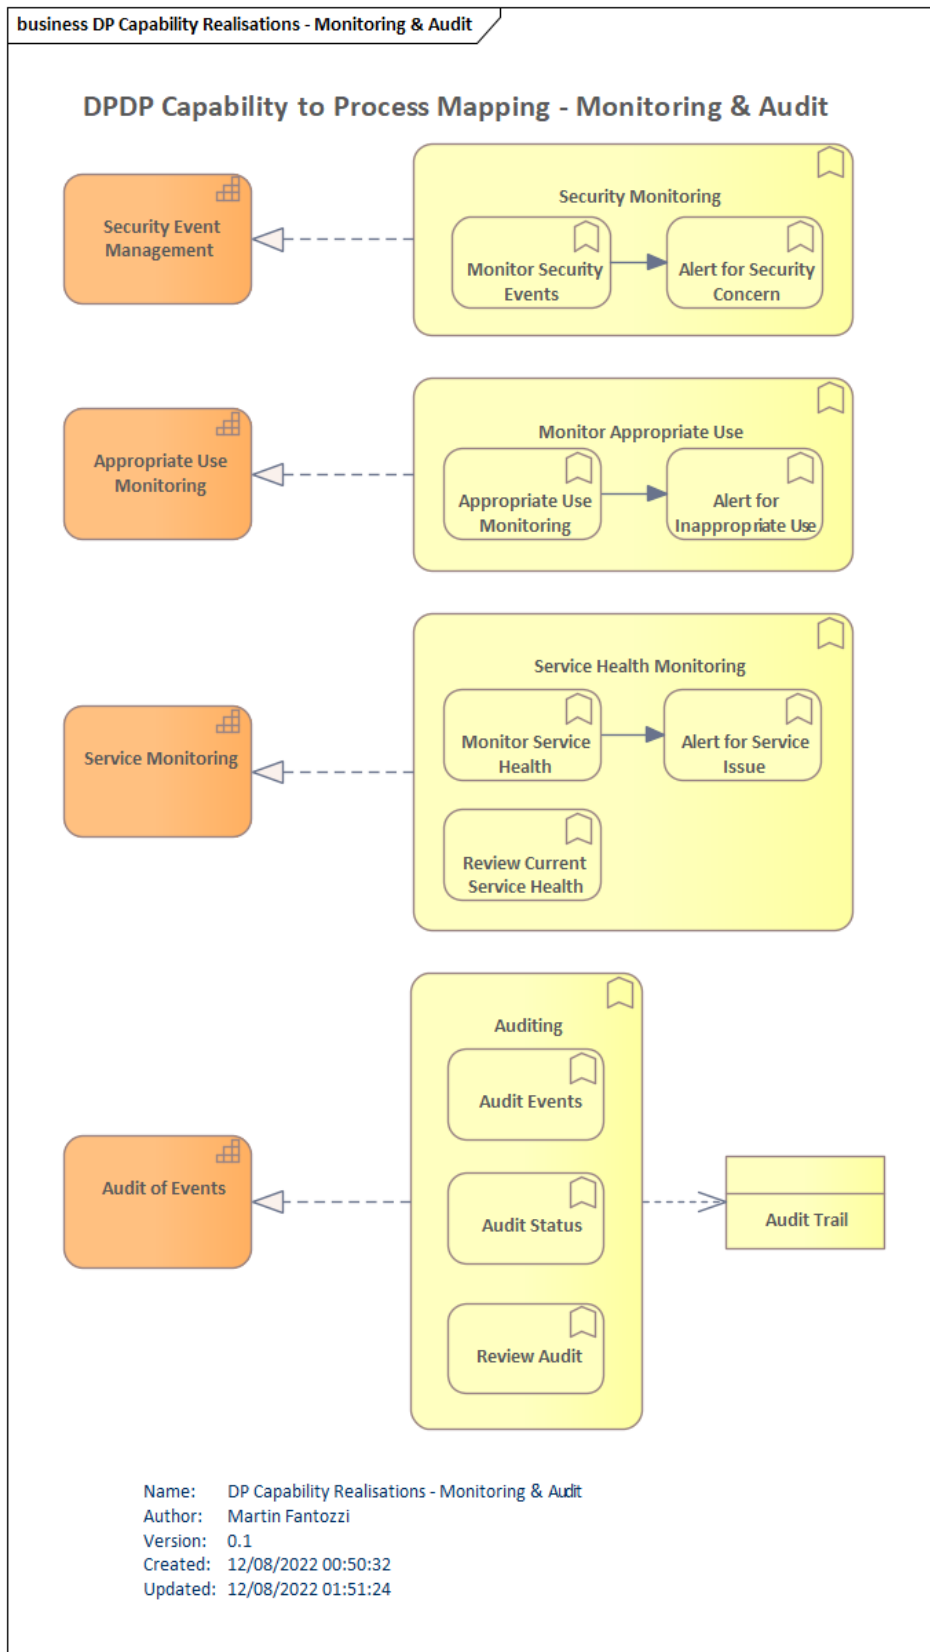 business DP Capability Realisations - Monitoring & Audit
DPDP Capability to Process Mapping - Monitoring & Audit
Security Event
Management
Security Monitoring
Monitor Security
Events
Alert for Security
Concern
Appropriate Use
Monitoring
Monitor Appropriate Use
Appropriate Use
Monitoring
Alert for
Inappropriate Use
Service Monitoring
Service Health Monitoring
Monitor Service
Health
Alert for Service
Issue
Review Current
Service Health
Audit of Events
Auditing
Audit Events
Audit Status
Review Audit
Audit Trail
Name: DP Capability Realisations - Monitoring & Audit
Author: Martin Fantozzi
Version: 0.1
Created: 12/08/2022 00:50:32
Updated: 12/08/2022 01:51:24